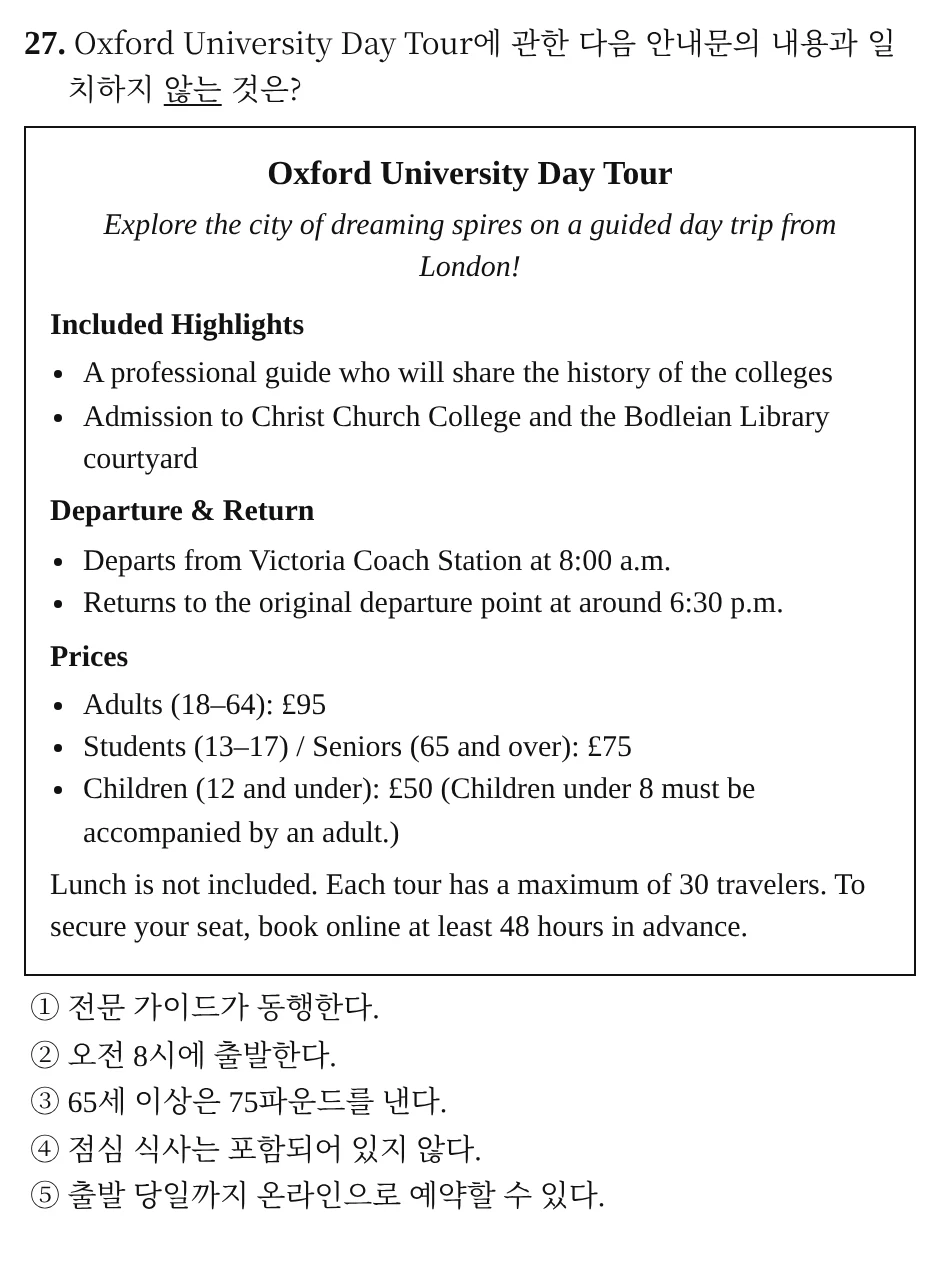 27. Oxford University Day Tour에 관한 다음 안내문의 내용과 일
치하지 않는 것은?
Oxford University Day Tour
Explore the city of dreaming spires on a guided day trip from
London!
Included Highlights
• A professional guide who will share the history of the colleges
• Admission to Christ Church College and the Bodleian Library
courtyard
Departure & Return
• Departs from Victoria Coach Station at 8:00 a.m.
• Returns to the original departure point at around 6:30 p.m.
Prices
• Adults (18–64): £95
• Students (13–17) / Seniors (65 and over): £75
• Children (12 and under): £50 (Children under 8 must be
accompanied by an adult.)
Lunch is not included. Each tour has a maximum of 30 travelers. To
secure your seat, book online at least 48 hours in advance.
① 전문 가이드가 동행한다.
② 오전 8시에 출발한다.
③ 65세 이상은 75파운드를 낸다.
④ 점심 식사는 포함되어 있지 않다.
⑤ 출발 당일까지 온라인으로 예약할 수 있다.